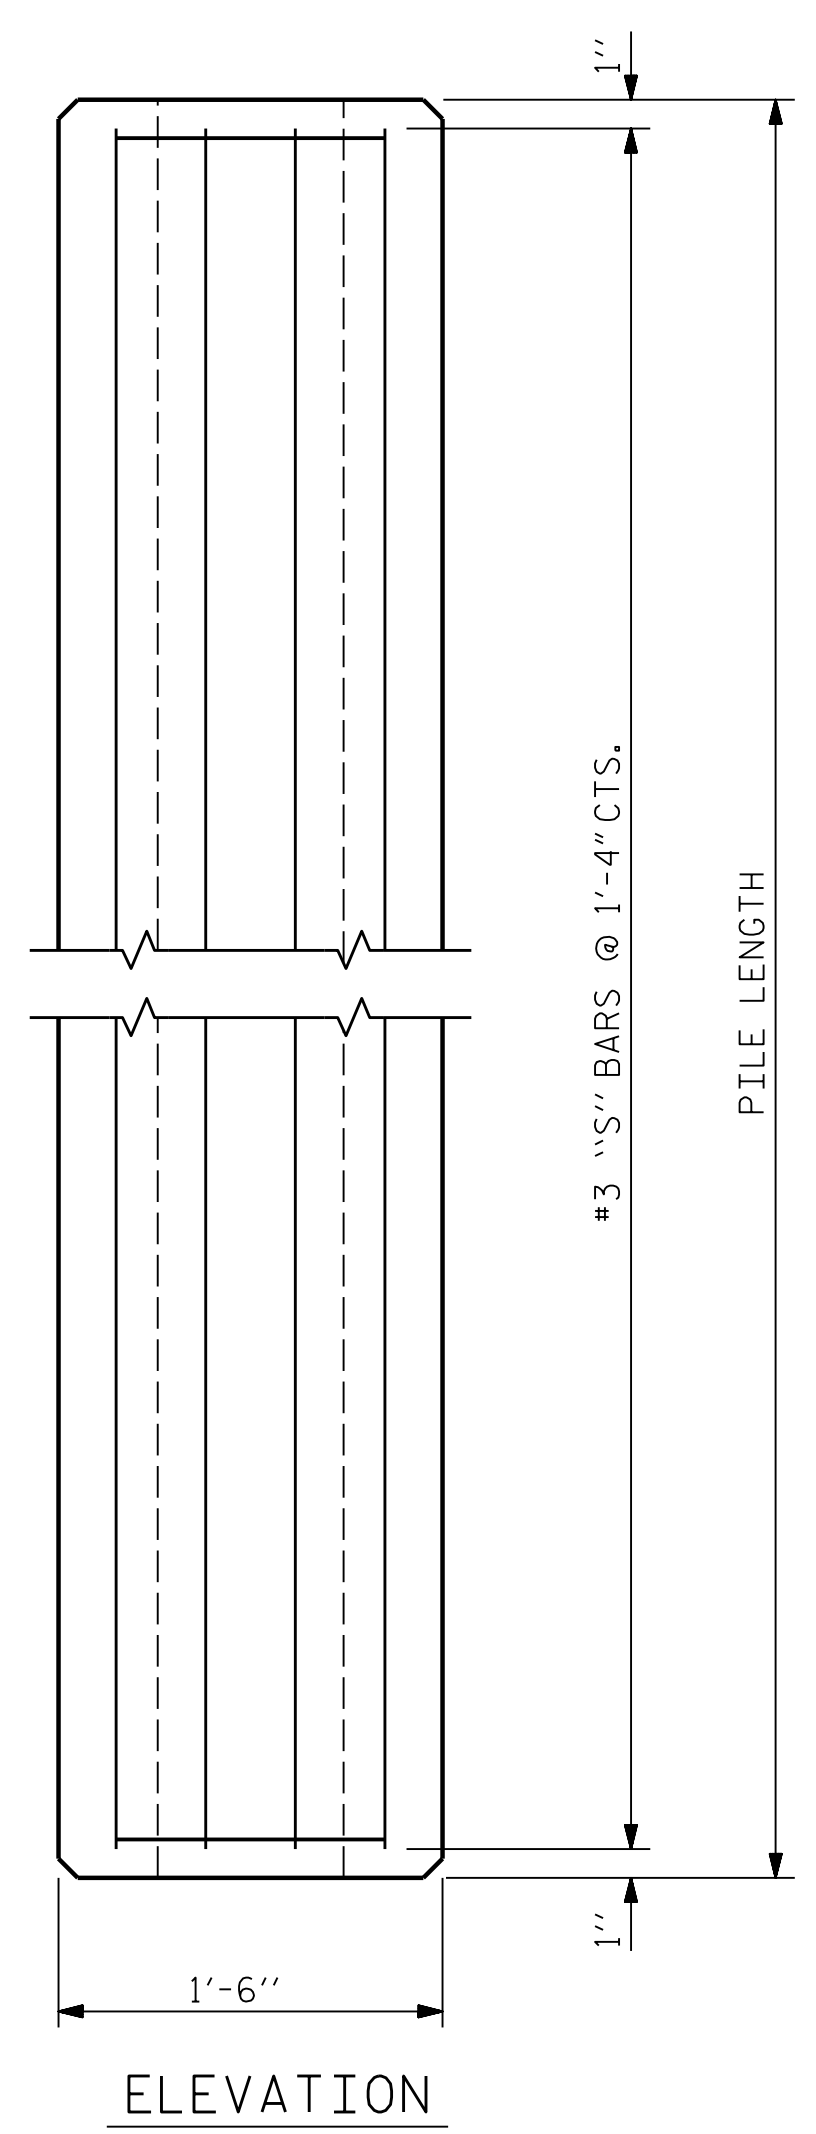 1''
#3 ``S'' BARS @ 1'-4" CTS.
PILE LENGTH
1''
1'-6''
ELEVATION